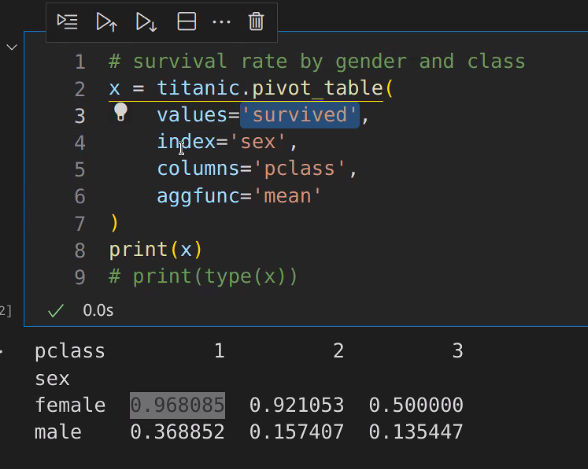 1 # survival rate by gender and class
2 x = titanic.pivot_table(
3 values='survived',
4 index='sex',
5 columns='pclass',
6 aggfunc='mean'
7 )
8 print(x)
9 # print(type(x))
2] 0.0s
pclass 1 2 3
sex
female 0.968085 0.921053 0.500000
male 0.368852 0.157407 0.135447